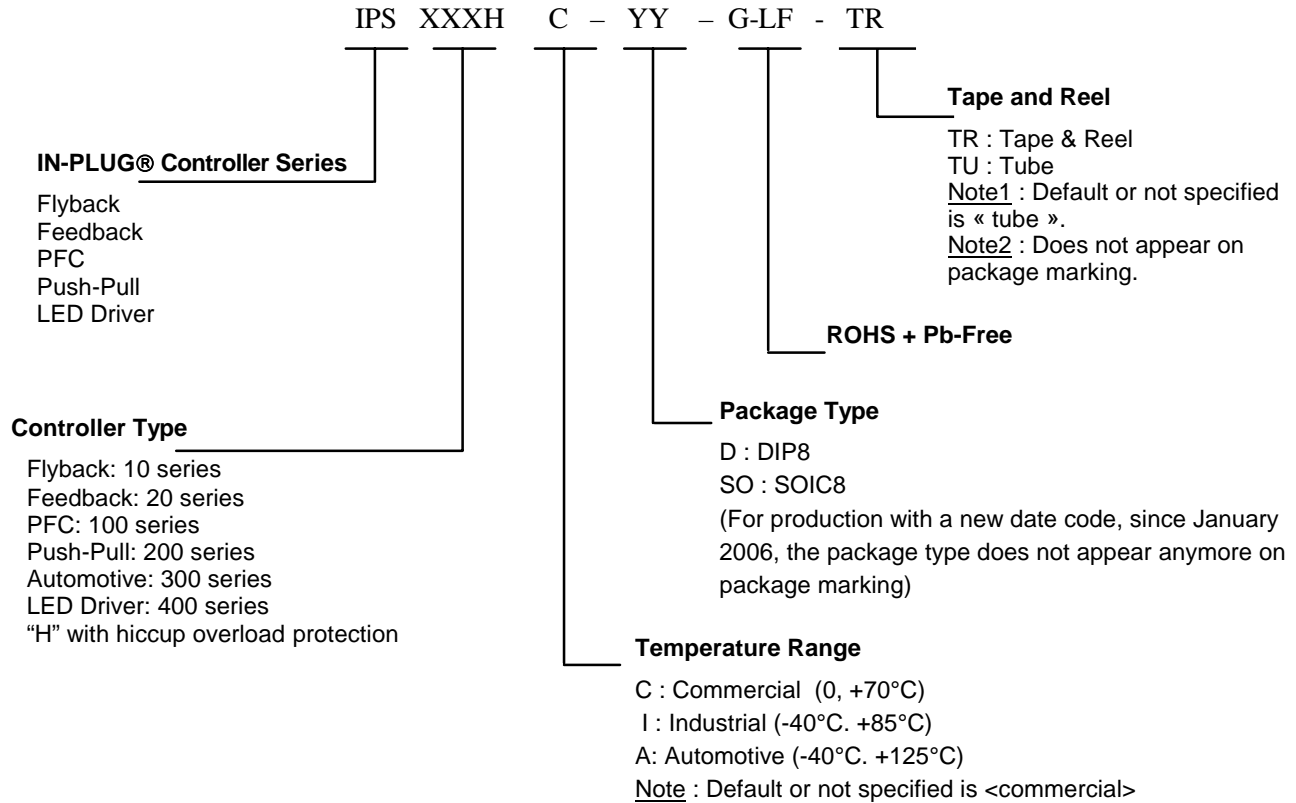 IPS XXXH C – YY – G-LF - TR
Tape and Reel
TR : Tape & Reel
TU : Tube
Note1 : Default or not specified
is « tube ».
Note2 : Does not appear on
package marking.
IN-PLUG® Controller Series
Flyback
Feedback
PFC
Push-Pull
LED Driver
ROHS + Pb-Free
Package Type
D : DIP8
SO : SOIC8
(For production with a new date code, since January
2006, the package type does not appear anymore on
package marking)
Controller Type
Flyback: 10 series
Feedback: 20 series
PFC: 100 series
Push-Pull: 200 series
Automotive: 300 series
LED Driver: 400 series
“H” with hiccup overload protection
Temperature Range
C : Commercial (0, +70°C)
I : Industrial (-40°C. +85°C)
A: Automotive (-40°C. +125°C)
Note : Default or not specified is <commercial>